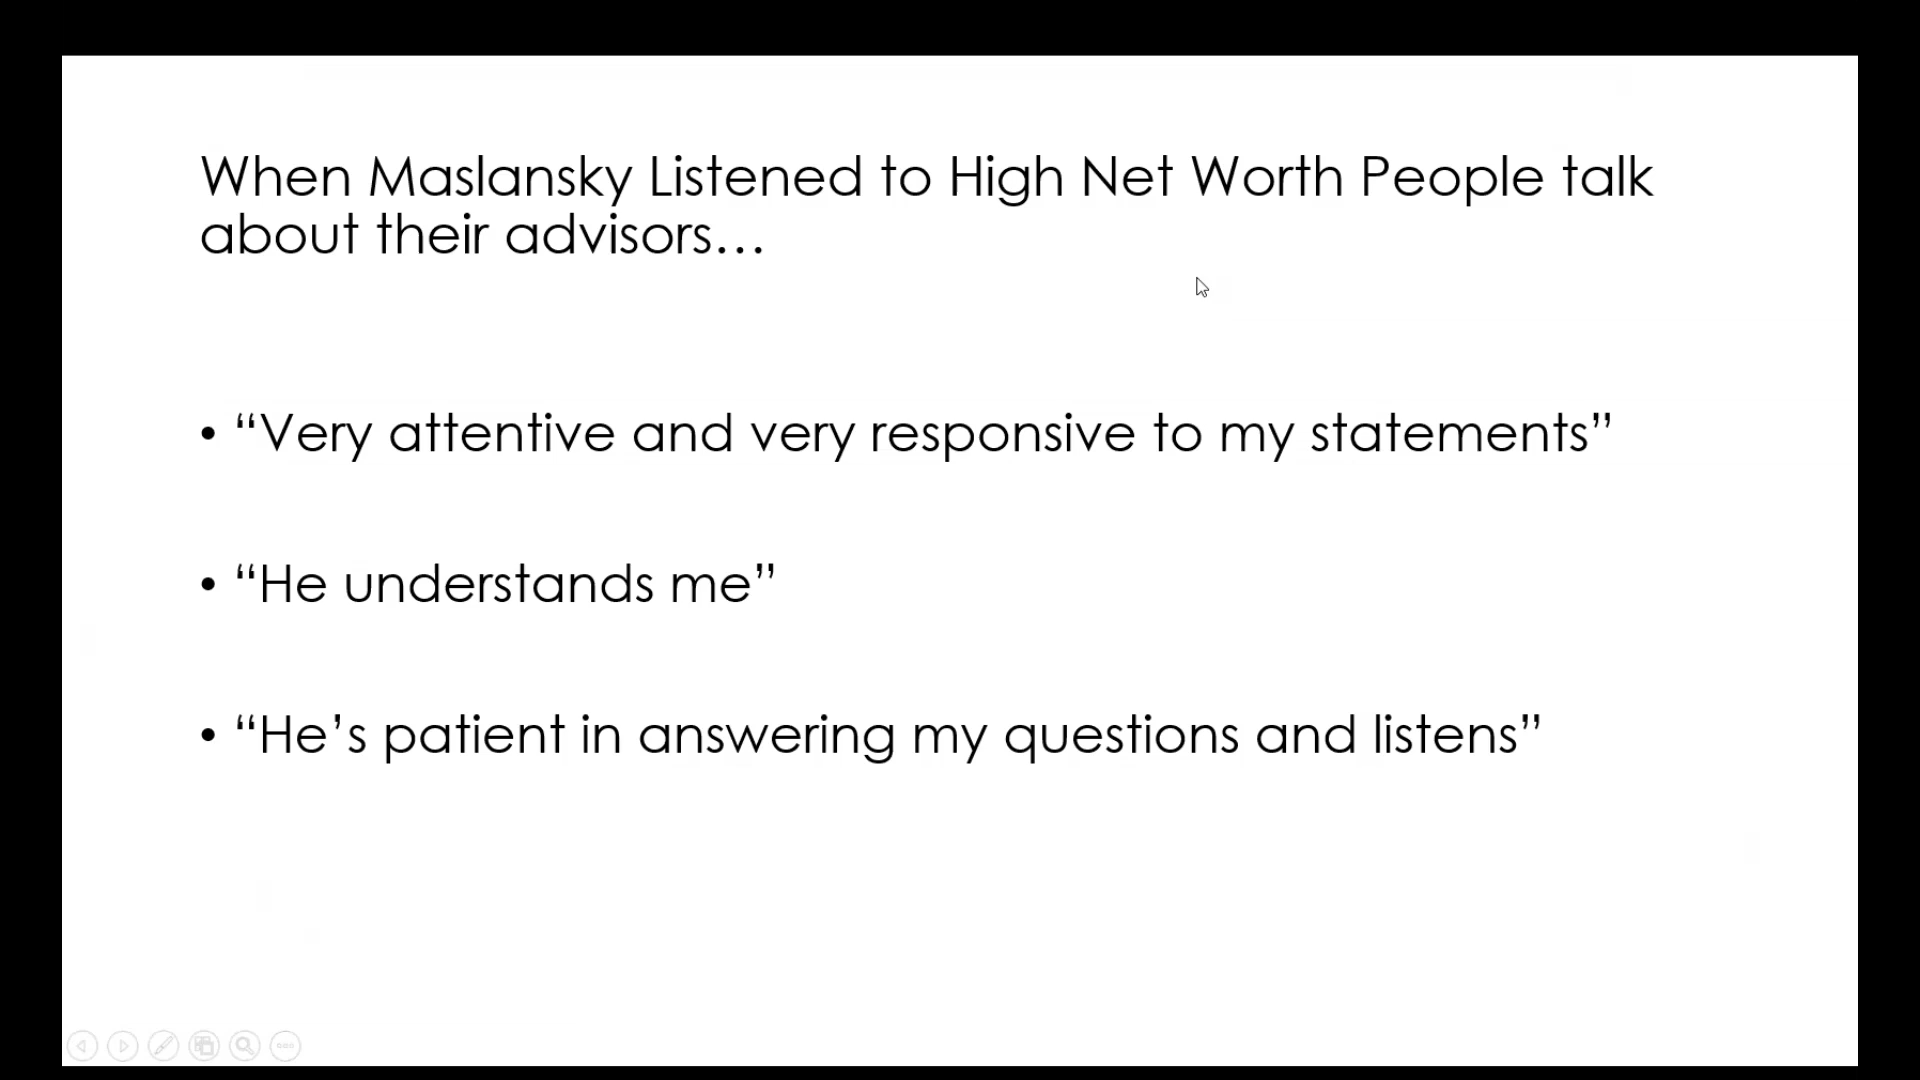 When Maslansky Listened to High Net Worth People talk
about their advisors…
• “Very attentive and very responsive to my statements”
• “He understands me”
• “He’s patient in answering my questions and listens”